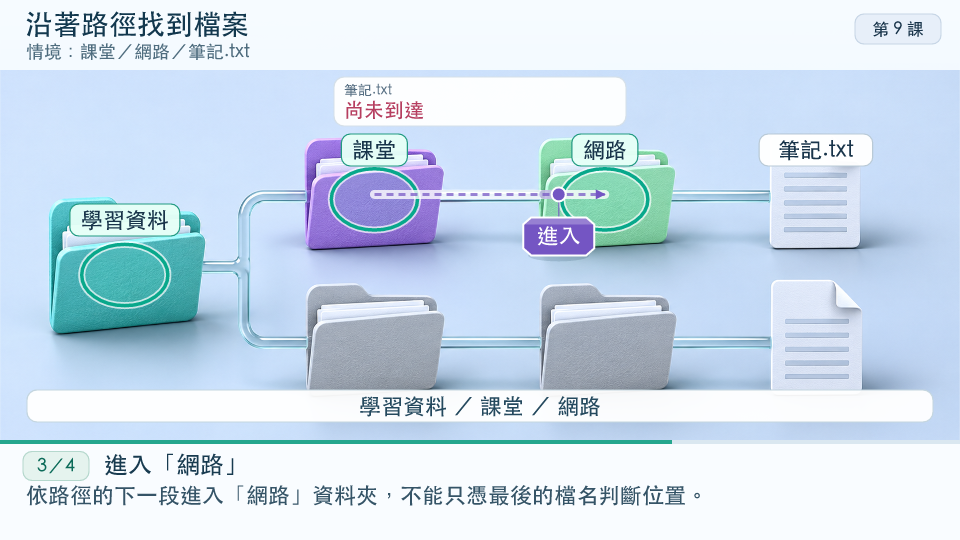 沿著路徑找到檔案
情境：課堂／網路／筆記.txt
第9課
筆記.txt
尚未到達
課堂
網路
筆記.txt
學習資料
進入
學習資料 ／ 課堂 ／ 網路
3/4 進入「網路」
依路徑的下一段進入「網路」資料夾，不能只憑最後的檔名判斷位置。